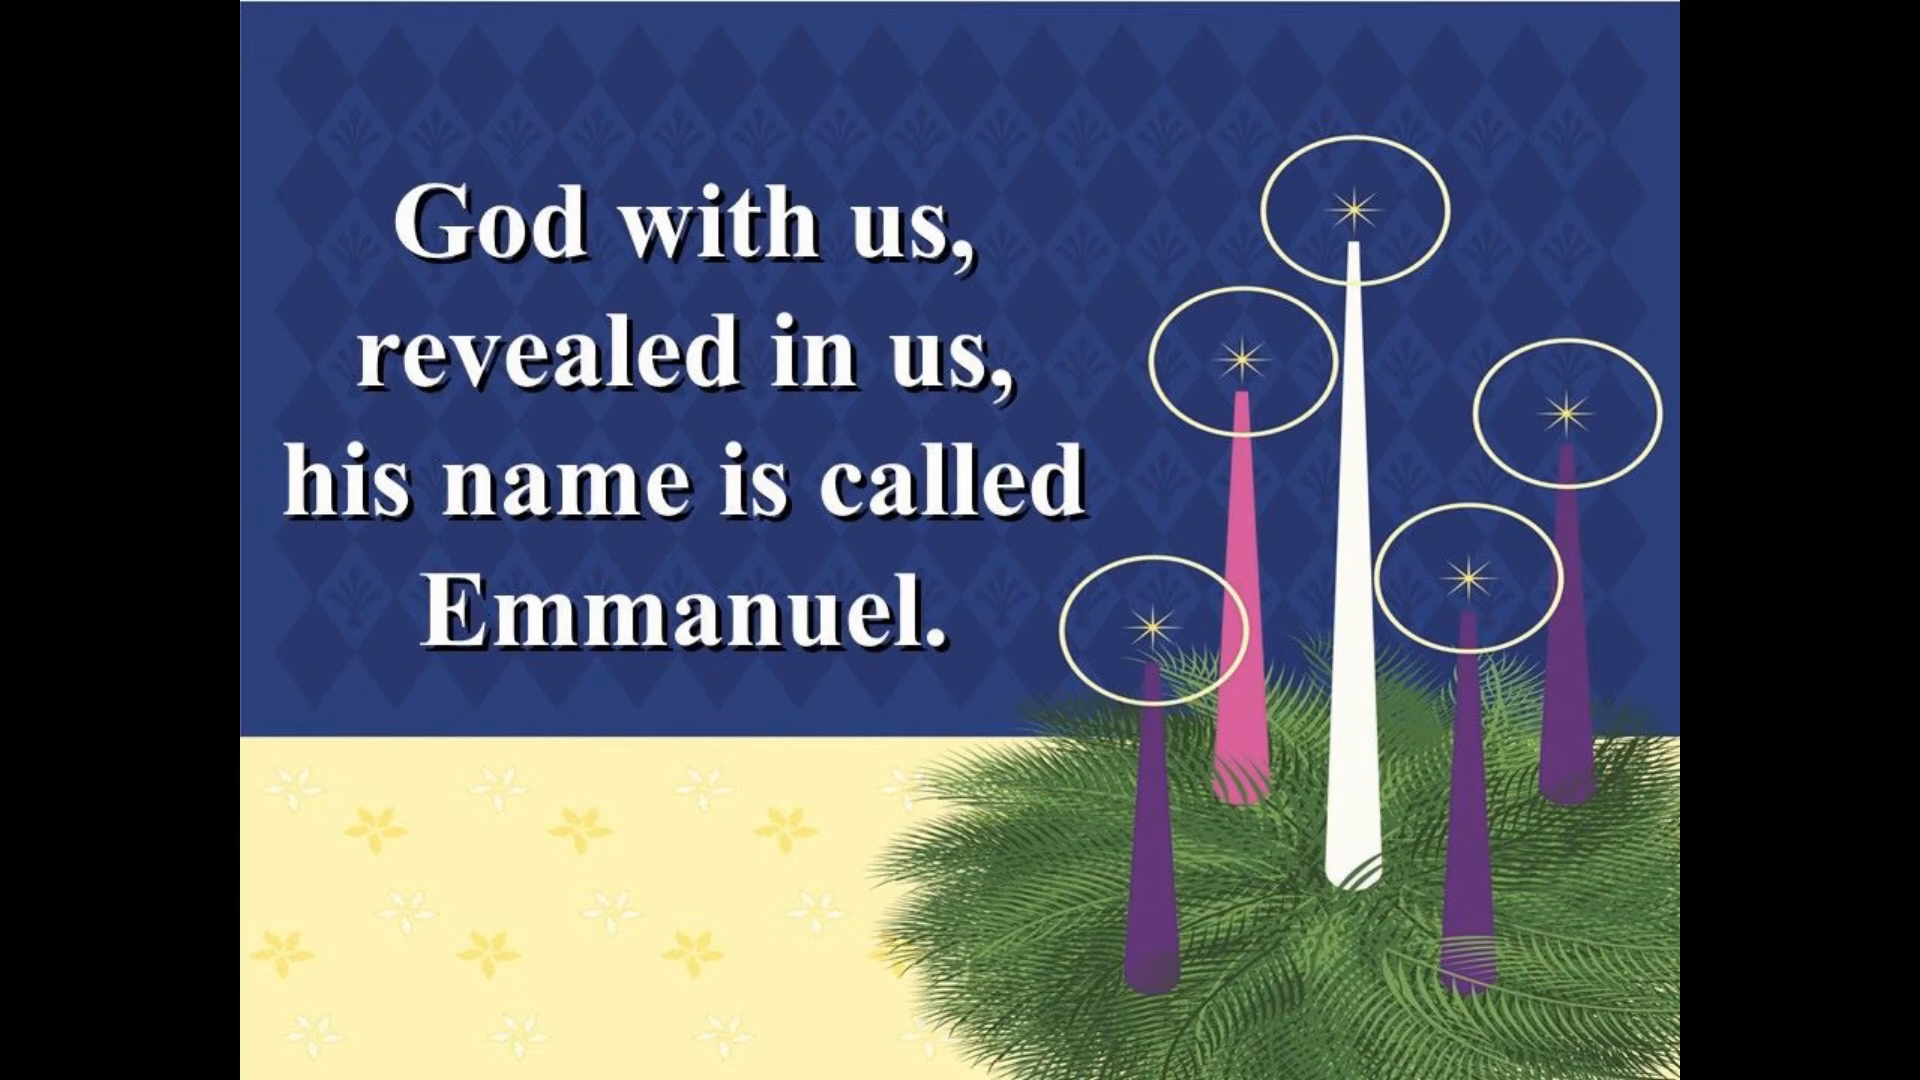 God with us,
revealed in us,
his name is called
Emmanuel.